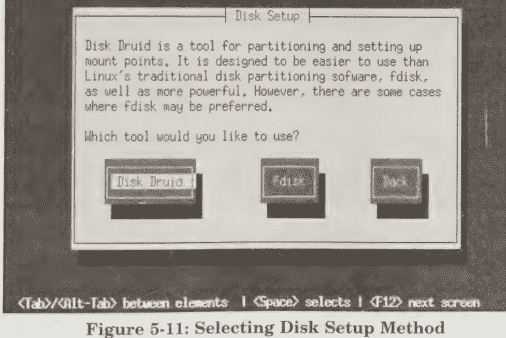 Disk Setup
Disk Druid is a tool for partitioning and setting up
mount points. It is designed to be easier to use than
Linux's traditional disk partitioning sofware, fdisk,
as well as more powerful. However, there are some cases
where fdisk may be preferred.
Which tool would you like to use?
Disk Druid fdisk Back
<Tab>/<Alt-Tab> between elements | <Space> selects | <F12> next screen
Figure 5-11: Selecting Disk Setup Method